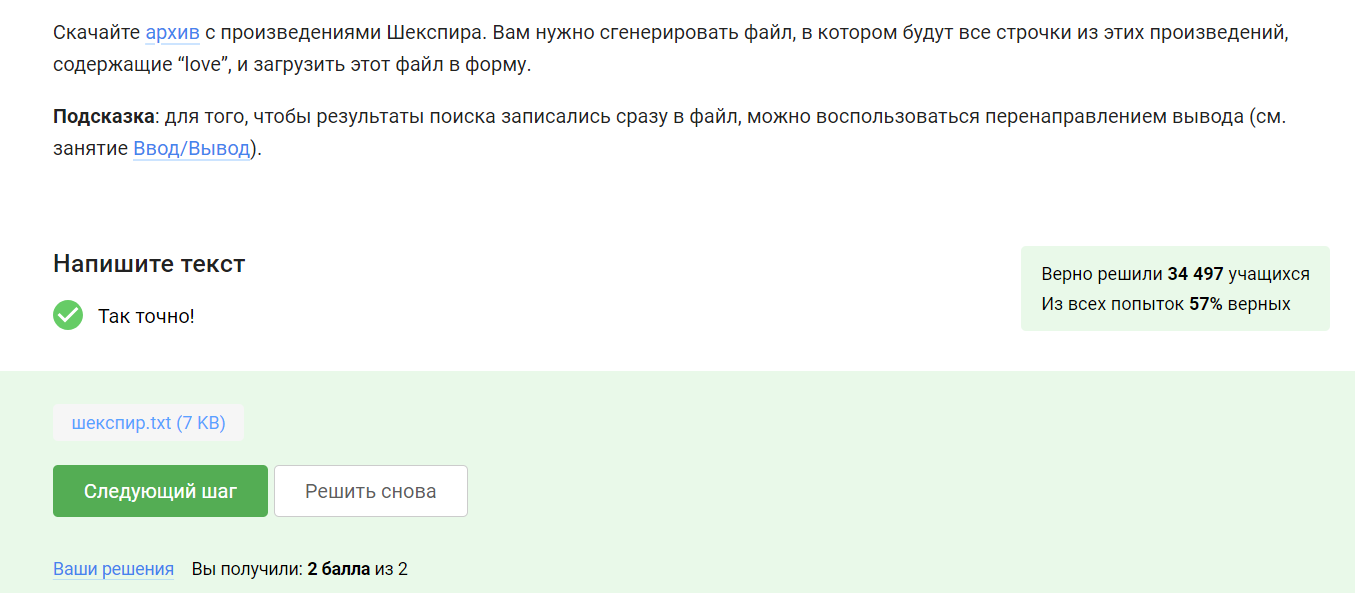 Скачайте архив с произведениями Шекспира. Вам нужно сгенерировать файл, в котором будут все строчки из этих произведений,
содержащие “love”, и загрузить этот файл в форму.
Подсказка: для того, чтобы результаты поиска записались сразу в файл, можно воспользоваться перенаправлением вывода (см.
занятие Ввод/Вывод).
Напишите текст
Так точно!
Верно решили 34 497 учащихся
Из всех попыток 57% верных
шекспир.txt (7 KB)
Следующий шаг
Решить снова
Ваши решения Вы получили: 2 балла из 2